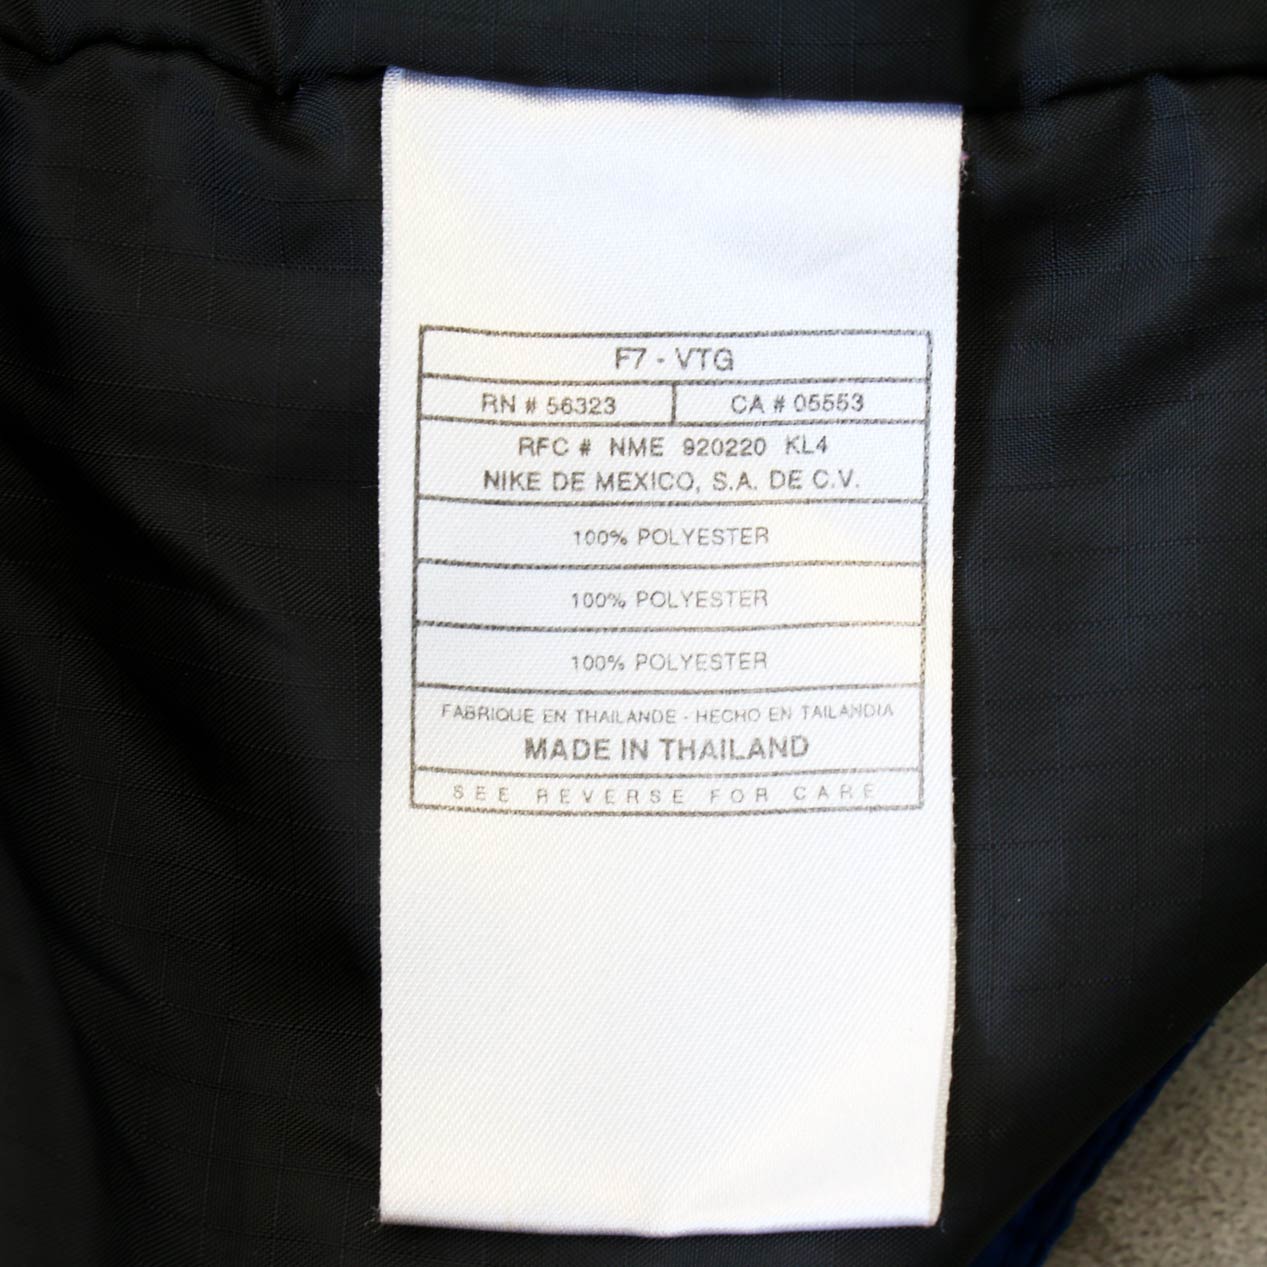 F7 - VTG
RN # 56323 CA # 05553
RFC # NME 920220 KL4
NIKE DE MEXICO, S.A. DE C.V.
100% POLYESTER
100% POLYESTER
100% POLYESTER
FABRIQUE EN THAILANDE - HECHO EN TAILANDIA
MADE IN THAILAND
SEE REVERSE FOR CARE